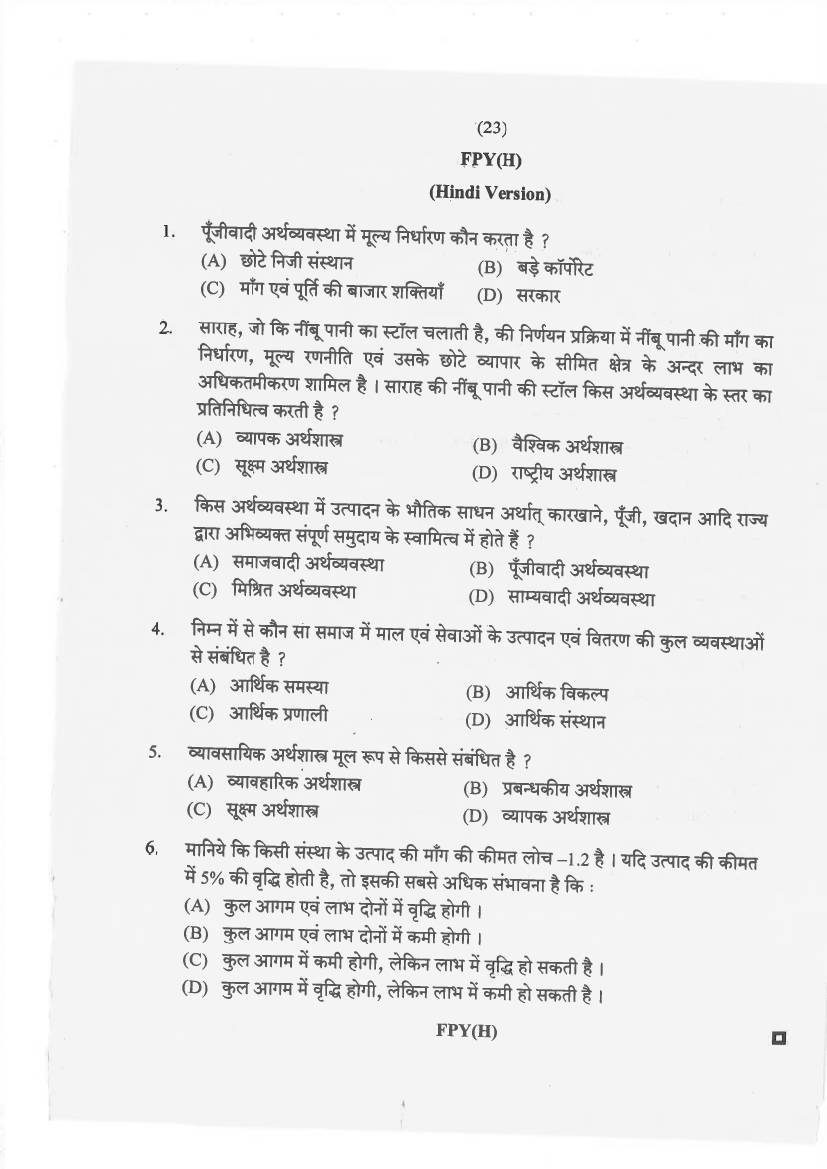 (23)
FPY(H)
(Hindi Version)
1. पूँजीवादी अर्थव्यवस्था में मूल्य निर्धारण कौन करता है ?
(A) छोटे निजी संस्थान (B) बड़े कॉर्पोरेट
(C) माँग एवं पूर्ति की बाजार शक्तियाँ (D) सरकार
2. साराह, जो कि नींबू पानी का स्टॉल चलाती है, की निर्णयन प्रक्रिया में नींबू पानी की माँग का
निर्धारण, मूल्य रणनीति एवं उसके छोटे व्यापार के सीमित क्षेत्र के अन्दर लाभ का
अधिकतमीकरण शामिल है । साराह की नींबू पानी की स्टॉल किस अर्थव्यवस्था के स्तर का
प्रतिनिधित्व करती है ?
(A) व्यापक अर्थशास्त्र (B) वैश्विक अर्थशास्त्र
(C) सूक्ष्म अर्थशास्त्र (D) राष्ट्रीय अर्थशास्त्र
3. किस अर्थव्यवस्था में उत्पादन के भौतिक साधन अर्थात् कारखाने, पूँजी, खदान आदि राज्य
द्वारा अभिव्यक्त संपूर्ण समुदाय के स्वामित्व में होते हैं ?
(A) समाजवादी अर्थव्यवस्था (B) पूँजीवादी अर्थव्यवस्था
(C) मिश्रित अर्थव्यवस्था (D) साम्यवादी अर्थव्यवस्था
4. निम्न में से कौन सा समाज में माल एवं सेवाओं के उत्पादन एवं वितरण की कुल व्यवस्थाओं
से संबंधित है ?
(A) आर्थिक समस्या (B) आर्थिक विकल्प
(C) आर्थिक प्रणाली (D) आर्थिक संस्थान
5. व्यावसायिक अर्थशास्त्र मूल रूप से किससे संबंधित है ?
(A) व्यावहारिक अर्थशास्त्र (B) प्रबन्धकीय अर्थशास्त्र
(C) सूक्ष्म अर्थशास्त्र (D) व्यापक अर्थशास्त्र
6. मानिये कि किसी संस्था के उत्पाद की माँग की कीमत लोच –1.2 है । यदि उत्पाद की कीमत
में 5% की वृद्धि होती है, तो इसकी सबसे अधिक संभावना है कि :
(A) कुल आगम एवं लाभ दोनों में वृद्धि होगी ।
(B) कुल आगम एवं लाभ दोनों में कमी होगी ।
(C) कुल आगम में कमी होगी, लेकिन लाभ में वृद्धि हो सकती है ।
(D) कुल आगम में वृद्धि होगी, लेकिन लाभ में कमी हो सकती है ।
FPY(H)